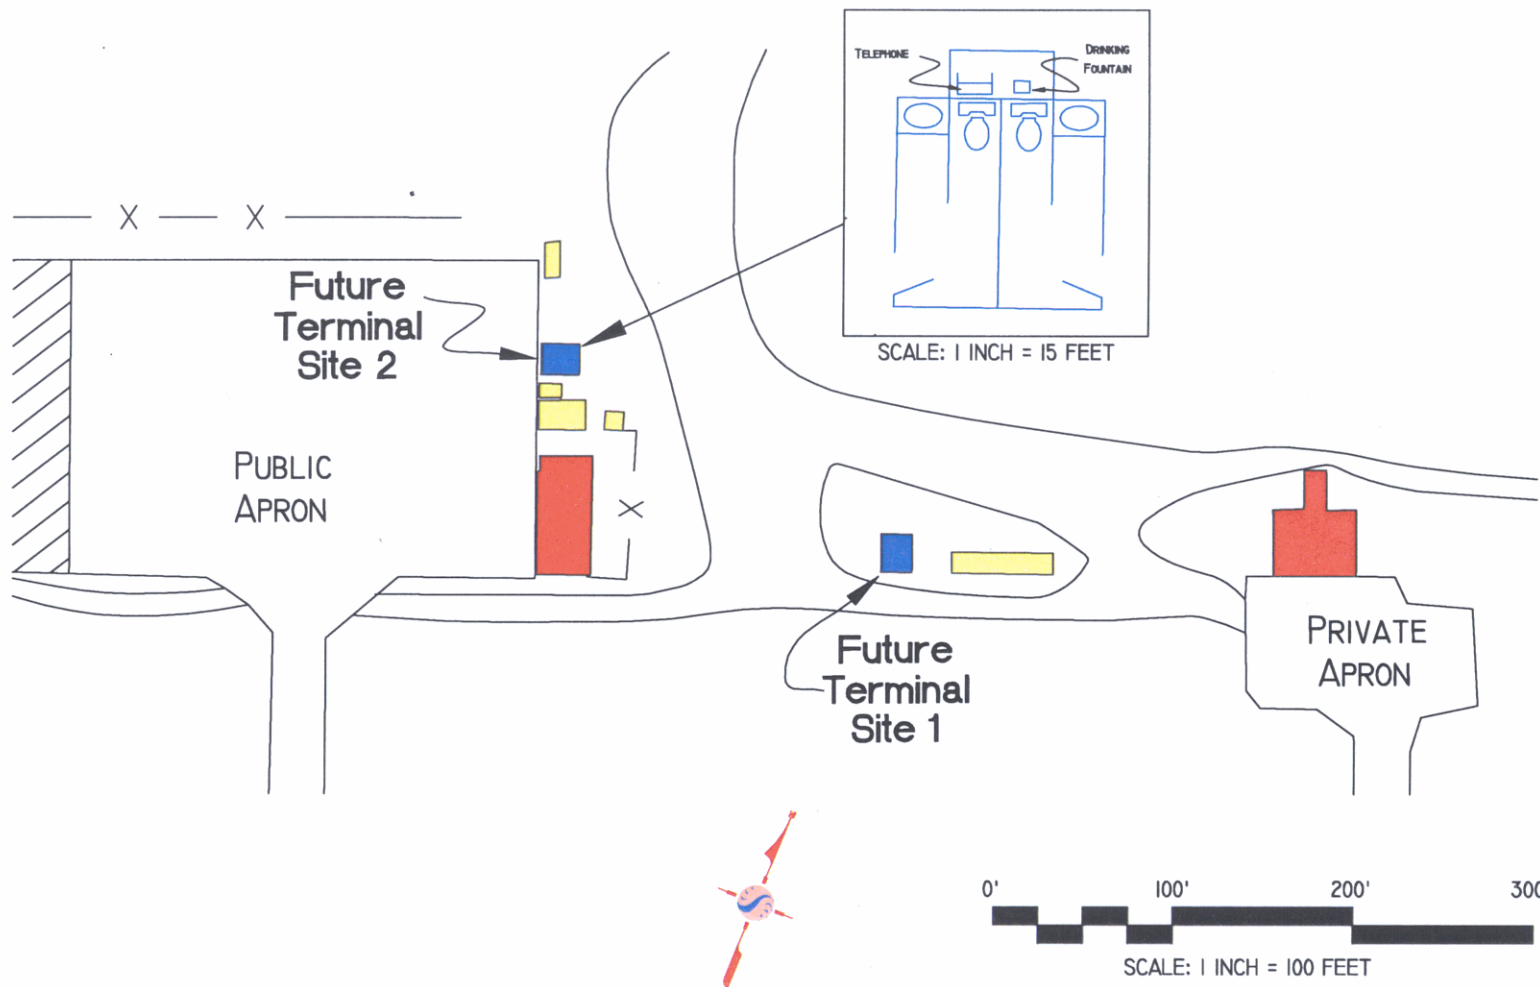 TELEPHONE
DRINKING
FOUNTAIN
SCALE: 1 INCH = 15 FEET
X X
Future
Terminal
Site 2
PUBLIC
APRON
X
Future
Terminal
Site 1
PRIVATE
APRON
0' 100' 200' 300
SCALE: 1 INCH = 100 FEET